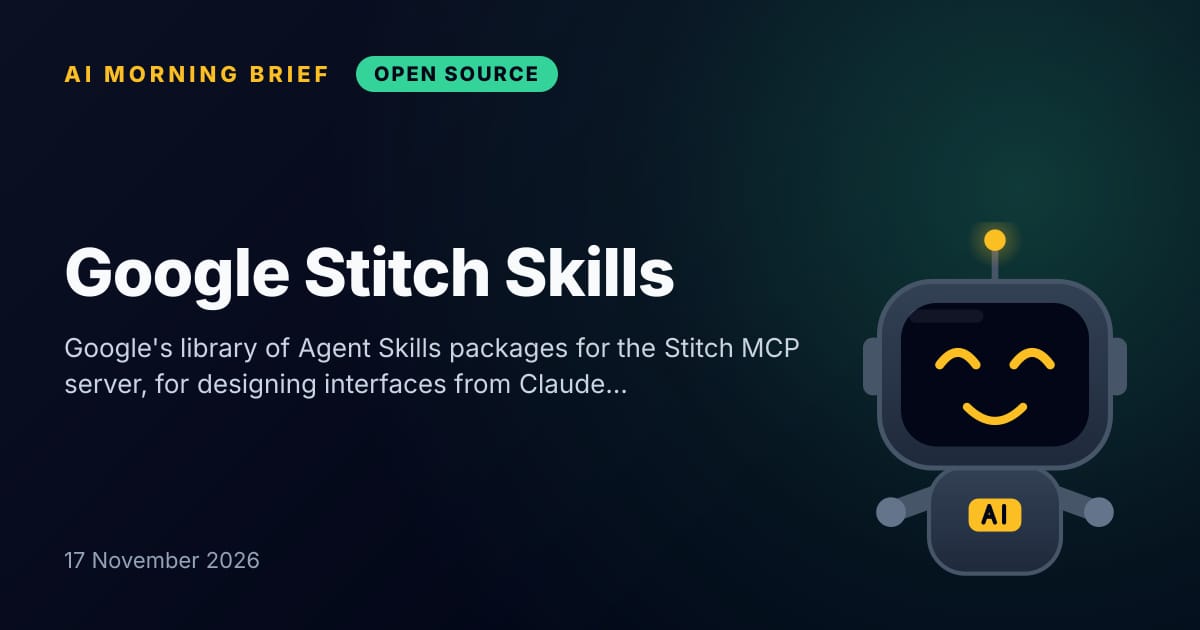 AI MORNING BRIEF
OPEN SOURCE
Google Stitch Skills
Google's library of Agent Skills packages for the Stitch MCP
server, for designing interfaces from Claude...
AI
17 November 2026